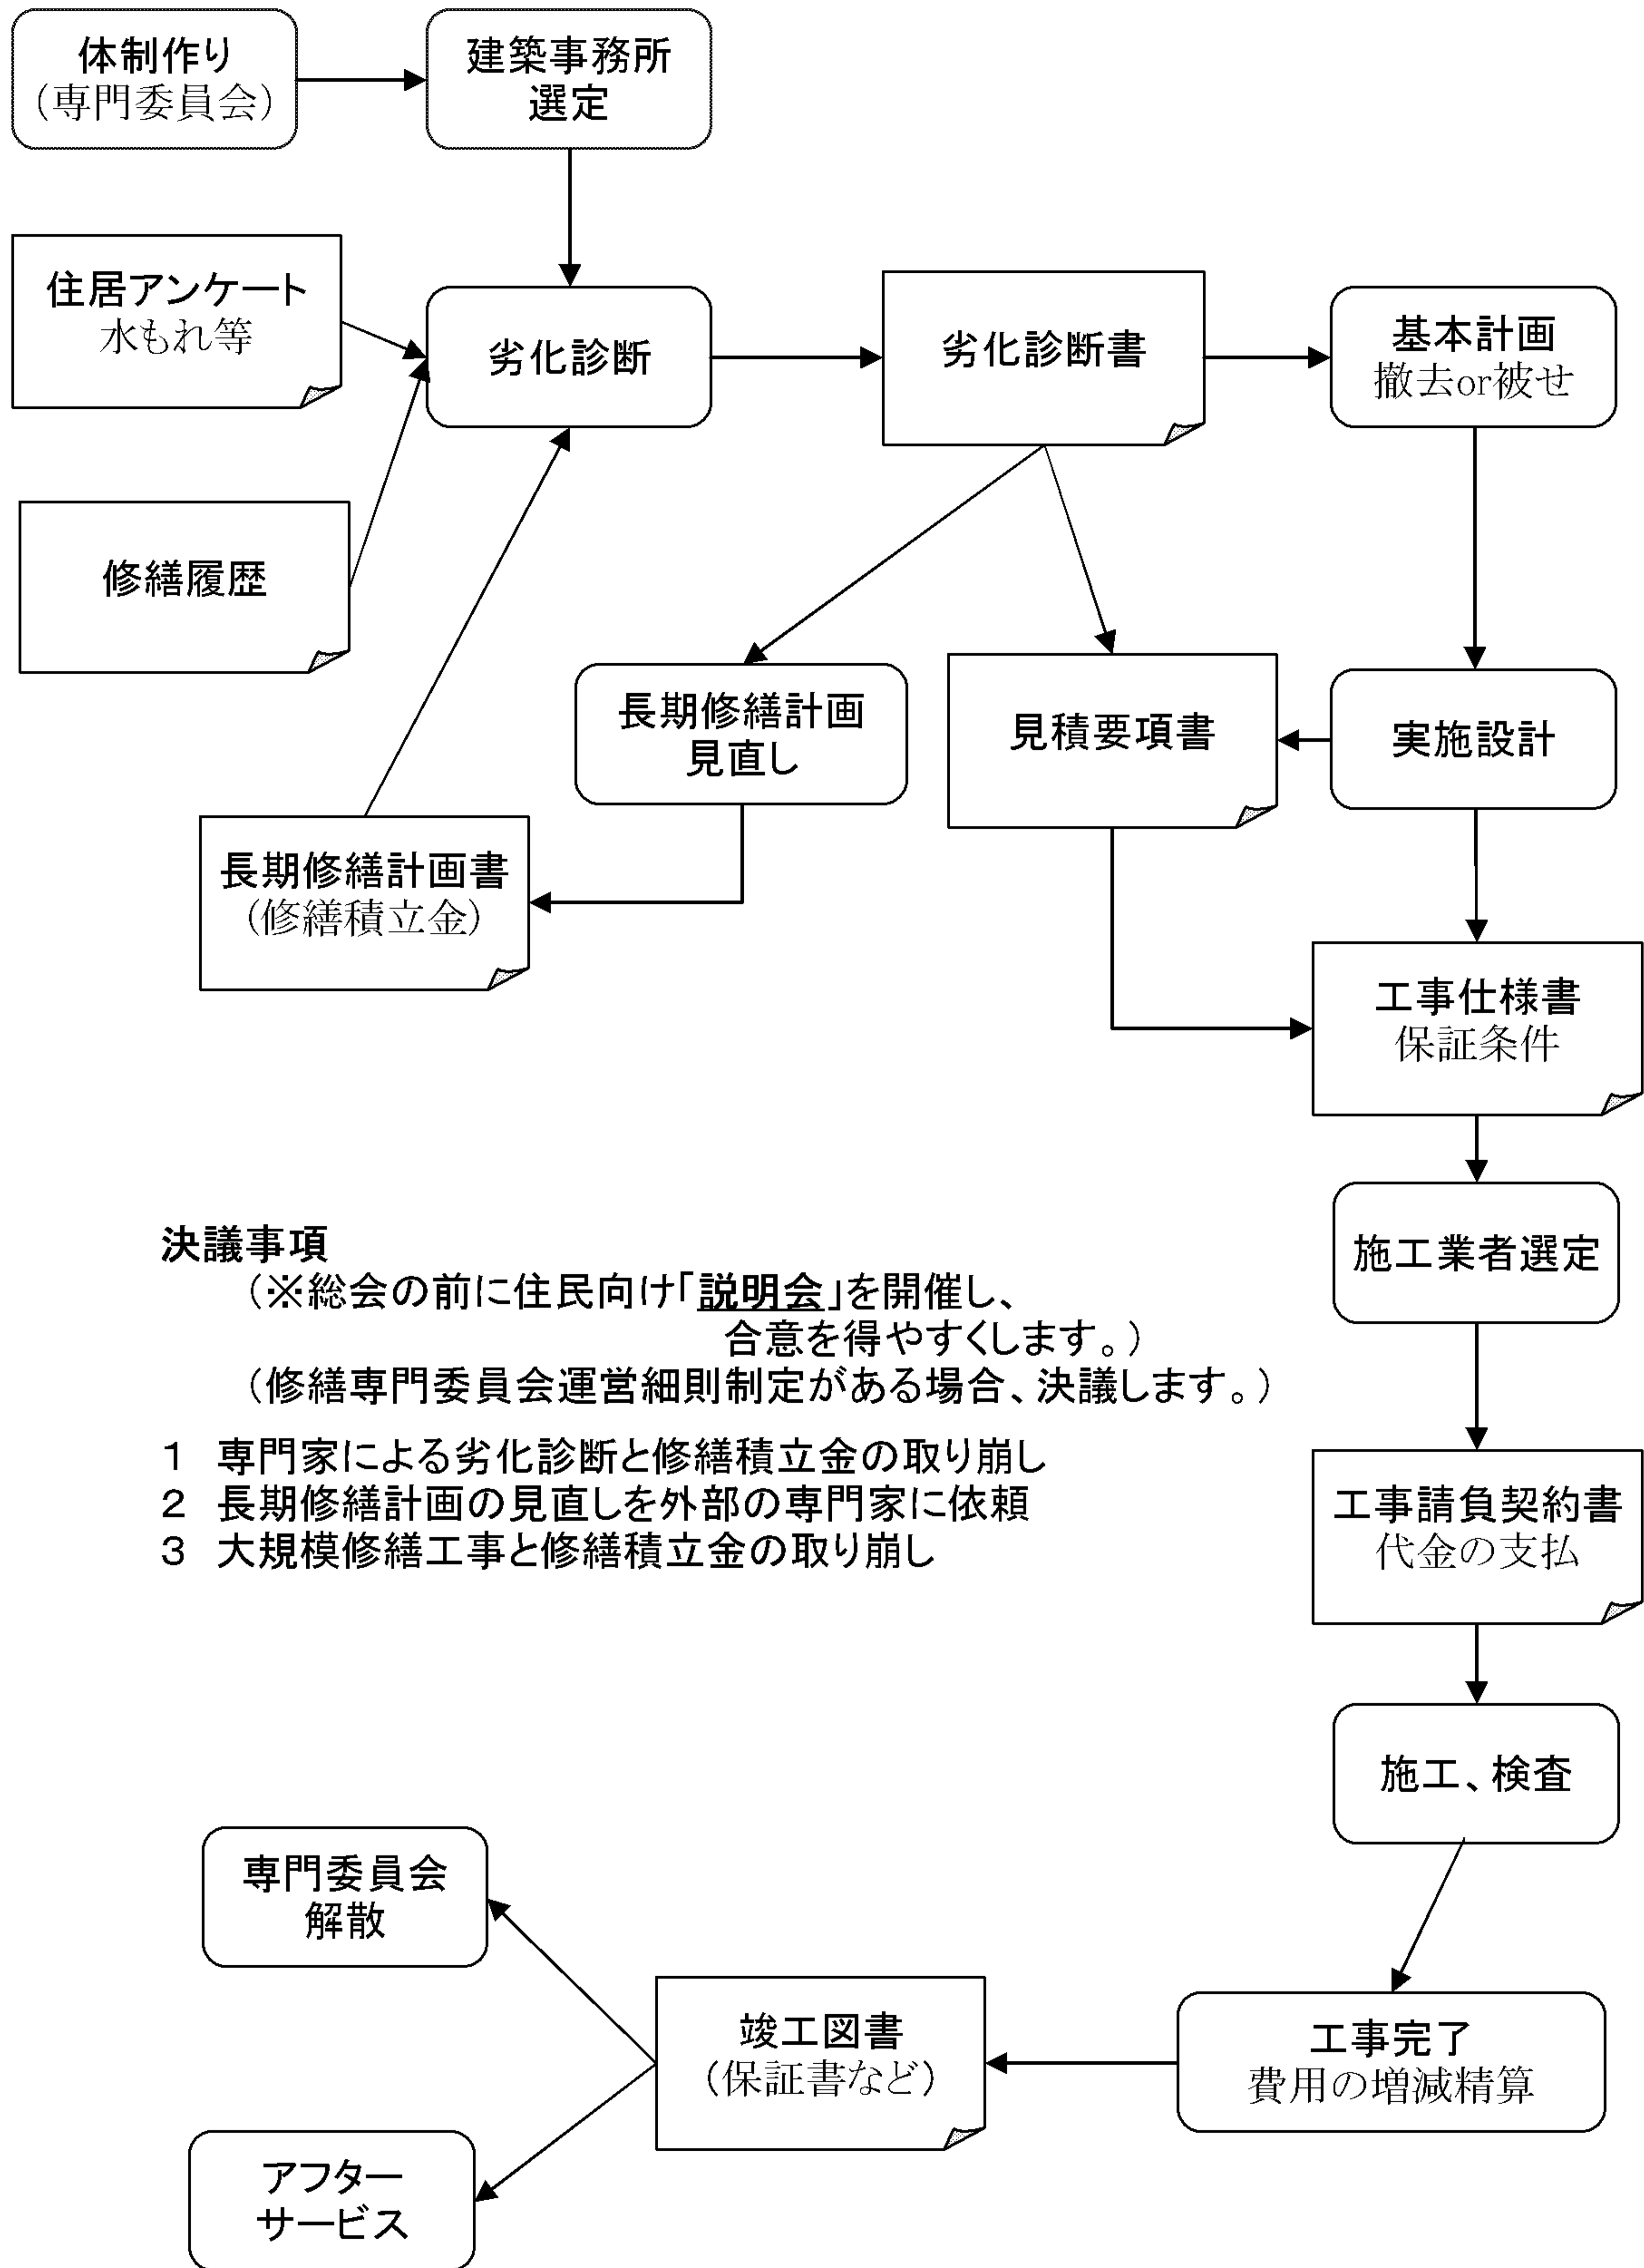 体制作り
（専門委員会）
建築事務所
選定
住居アンケート
水もれ等
劣化診断
劣化診断書
基本計画
撤去or被せ
修繕履歴
長期修繕計画
見直し
見積要項書
実施設計
長期修繕計画書
（修繕積立金）
工事仕様書
保証条件
施工業者選定
決議事項
（※総会の前に住民向け「説明会」を開催し、
合意を得やすくします。）
（修繕専門委員会運営細則制定がある場合、決議します。）
１　専門家による劣化診断と修繕積立金の取り崩し
２　長期修繕計画の見直しを外部の専門家に依頼
３　大規模修繕工事と修繕積立金の取り崩し
工事請負契約書
代金の支払
施工、検査
専門委員会
解散
竣工図書
（保証書など）
工事完了
費用の増減精算
アフター
サービス